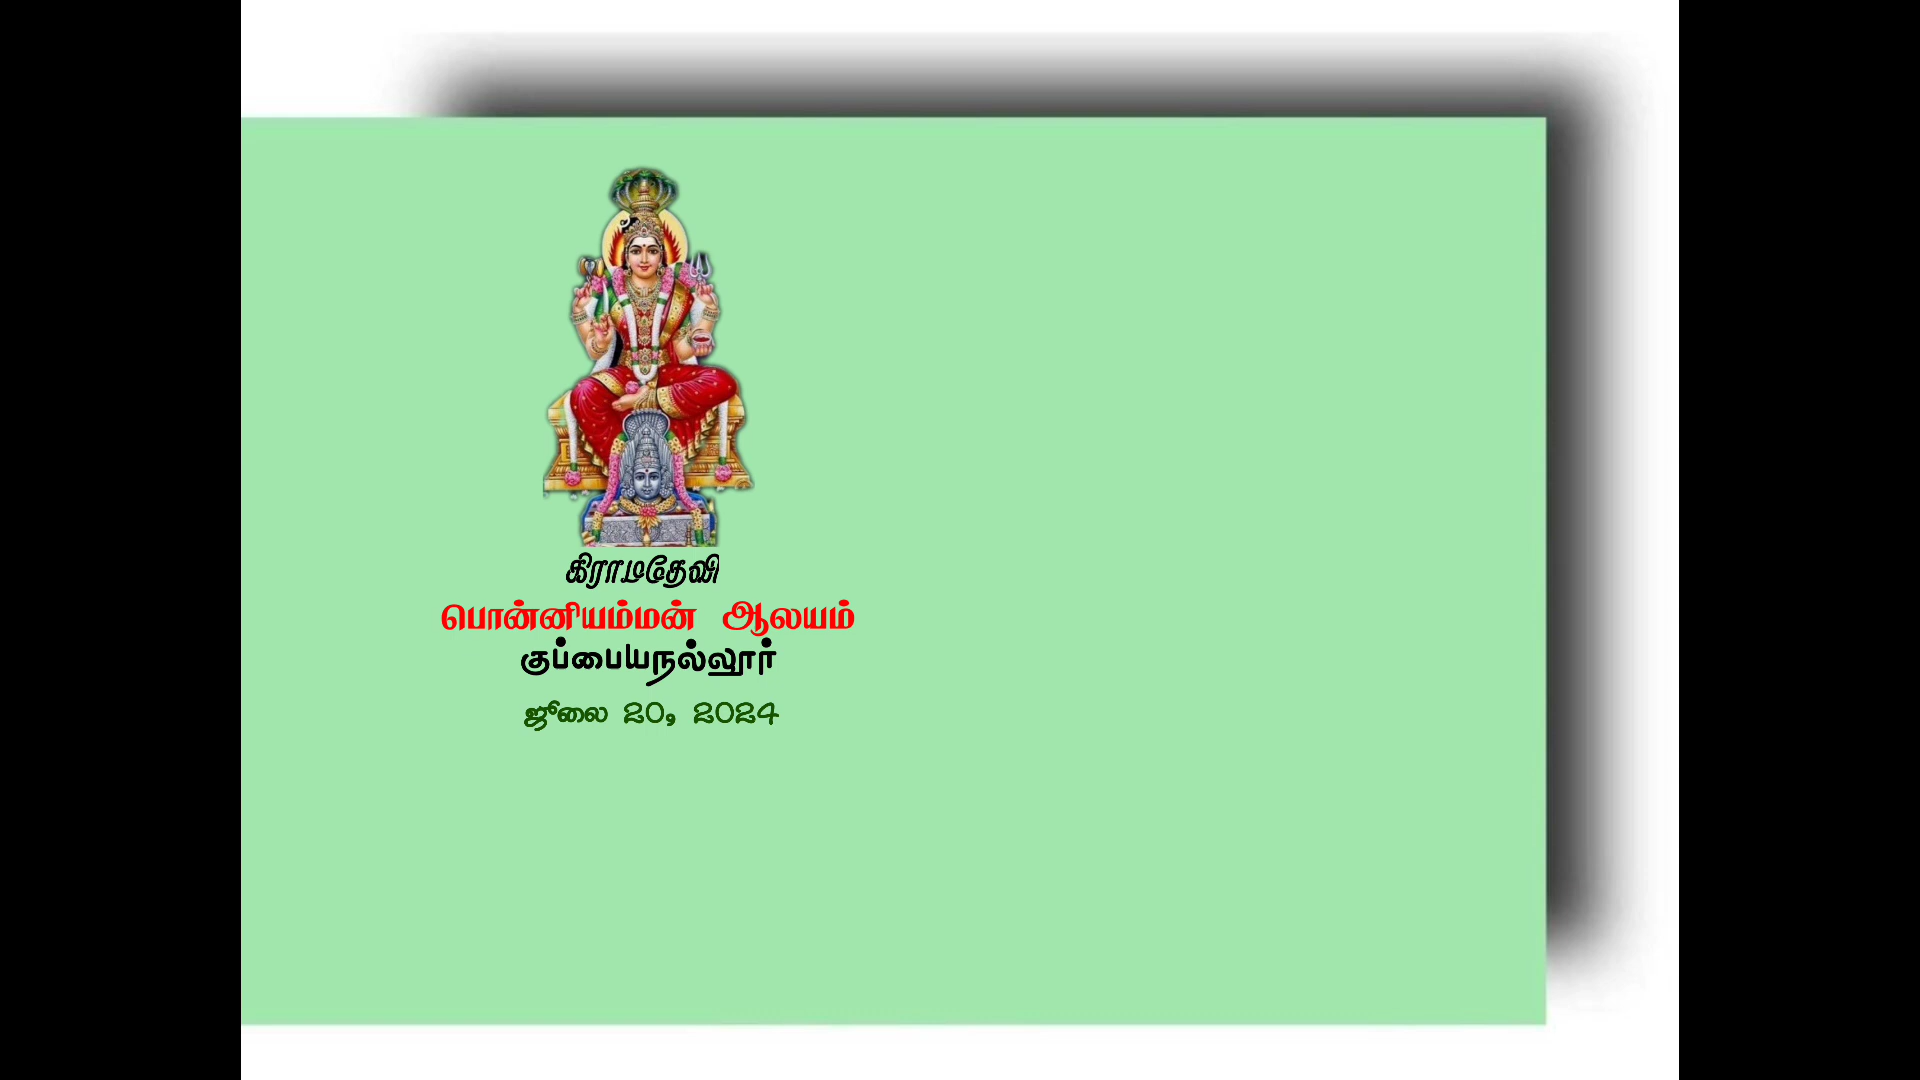 கிராமதேவி
பொன்னியம்மன் ஆலயம்
குப்பையநல்லூர்
ஜூலை 20, 2024